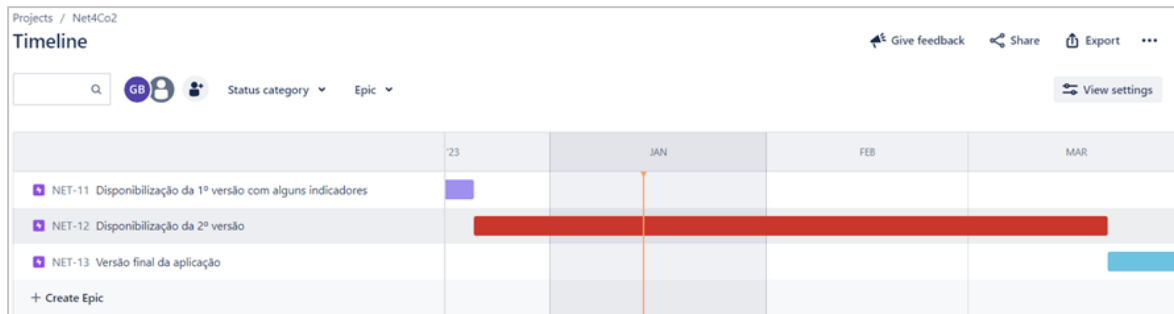 Projects / Net4Co2
Timeline
Give feedback Share Export
GB Status category Epic View settings
'23 JAN FEB MAR
NET-11 Disponibilização da 1º versão com alguns indicadores
NET-12 Disponibilização da 2º versão
NET-13 Versão final da aplicação
+ Create Epic